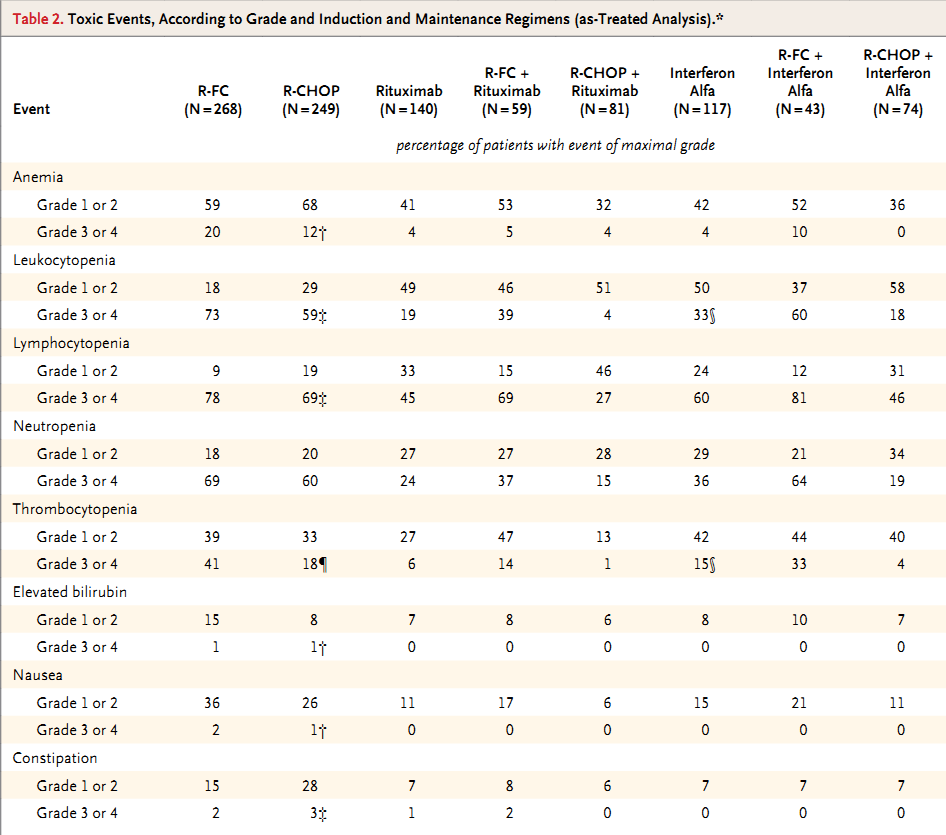 Table 2. Toxic Events, According to Grade and Induction and Maintenance Regimens (as-Treated Analysis).*
Event R-FC (N=268) R-CHOP (N=249) Rituximab (N=140) R-FC + Rituximab (N=59) R-CHOP + Rituximab (N=81) Interferon Alfa (N=117) R-FC + Interferon Alfa (N=43) R-CHOP + Interferon Alfa (N=74)
percentage of patients with event of maximal grade
Anemia
Grade 1 or 2 59 68 41 53 32 42 52 36
Grade 3 or 4 20 12† 4 5 4 4 10 0
Leukocytopenia
Grade 1 or 2 18 29 49 46 51 50 37 58
Grade 3 or 4 73 59‡ 19 39 4 33§ 60 18
Lymphocytopenia
Grade 1 or 2 9 19 33 15 46 24 12 31
Grade 3 or 4 78 69‡ 45 69 27 60 81 46
Neutropenia
Grade 1 or 2 18 20 27 27 28 29 21 34
Grade 3 or 4 69 60 24 37 15 36 64 19
Thrombocytopenia
Grade 1 or 2 39 33 27 47 13 42 44 40
Grade 3 or 4 41 18¶ 6 14 1 15§ 33 4
Elevated bilirubin
Grade 1 or 2 15 8 7 8 6 8 10 7
Grade 3 or 4 1 1† 0 0 0 0 0 0
Nausea
Grade 1 or 2 36 26 11 17 6 15 21 11
Grade 3 or 4 2 1† 0 0 0 0 0 0
Constipation
Grade 1 or 2 15 28 7 8 6 7 7 7
Grade 3 or 4 2 3‡ 1 2 0 0 0 0